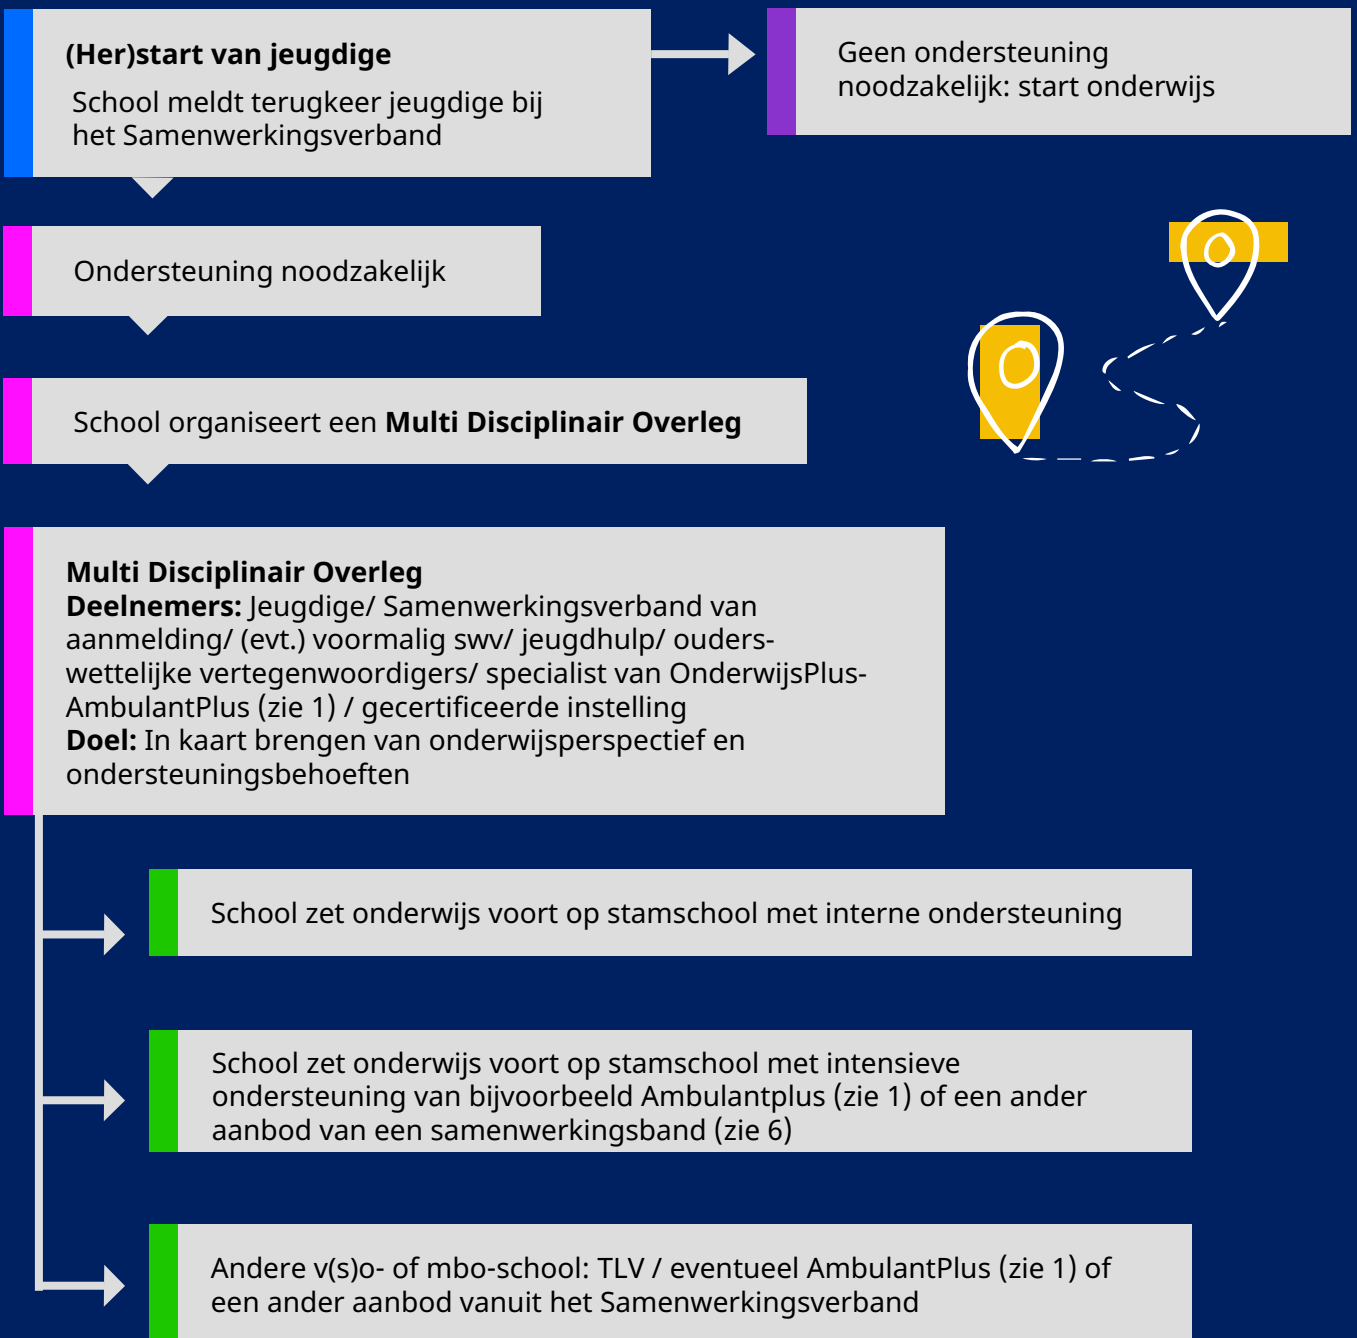 (Her)start van jeugdige
School meldt terugkeer jeugdige bij
het Samenwerkingsverband
Geen ondersteuning
noodzakelijk: start onderwijs
Ondersteuning noodzakelijk
School organiseert een Multi Disciplinair Overleg
Multi Disciplinair Overleg
Deelnemers: Jeugdige/ Samenwerkingsverband van
aanmelding/ (evt.) voormalig swv/ jeugdhulp/ ouders-
wettelijke vertegenwoordigers/ specialist van OnderwijsPlus-
AmbulantPlus (zie 1) / gecertificeerde instelling
Doel: In kaart brengen van onderwijsperspectief en
ondersteuningsbehoeften
School zet onderwijs voort op stamschool met interne ondersteuning
School zet onderwijs voort op stamschool met intensieve
ondersteuning van bijvoorbeeld Ambulantplus (zie 1) of een ander
aanbod van een samenwerkingsband (zie 6)
Andere v(s)o- of mbo-school: TLV / eventueel AmbulantPlus (zie 1) of
een ander aanbod vanuit het Samenwerkingsverband